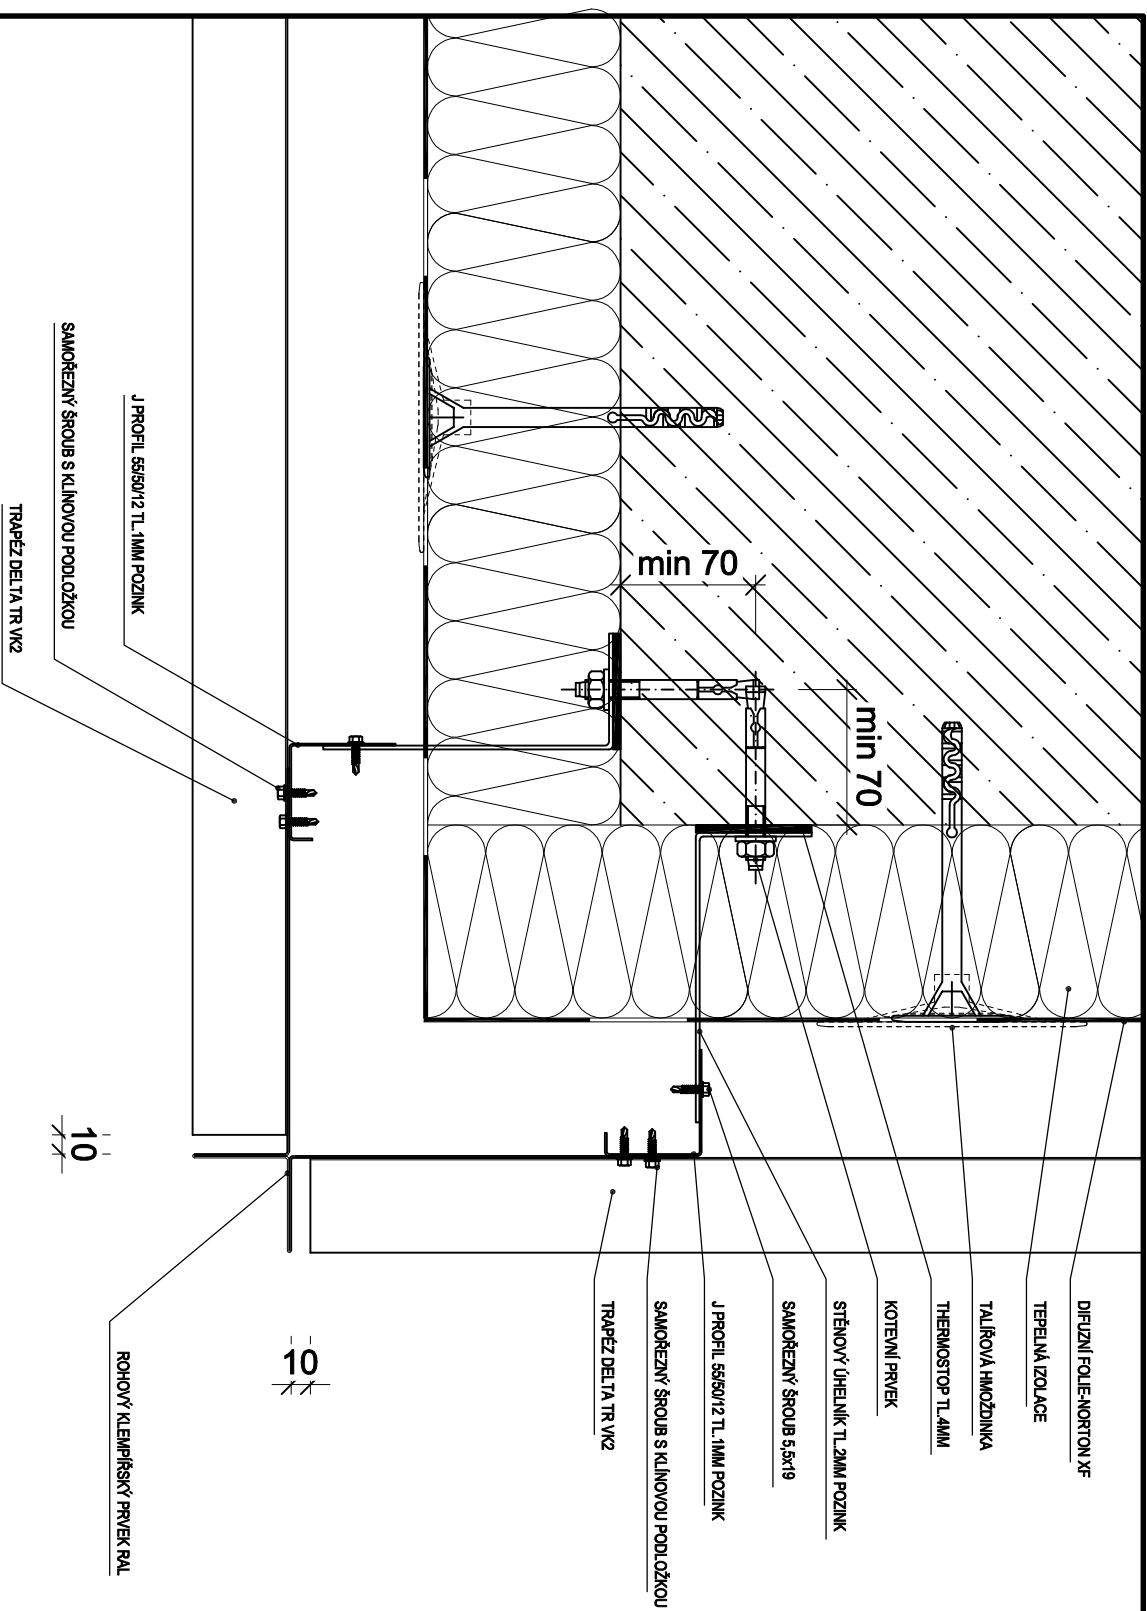 DIFUZNÍ FOLIE-NORTON XF
TEPELNÁ IZOLACE
TALÍŘOVÁ HMOŽDINKA
THERMOSTOP TL.4MM
KOTEVNÍ PRVEK
STĚNOVÝ ÚHELNÍK TL.2MM POZINK
SAMOŘEZNÝ ŠROUB 5,5x19
J PROFIL 55/50/12 TL.1MM POZINK
SAMOŘEZNÝ ŠROUB S KLÍNOVOU PODLOŽKOU
TRAPÉZ DELTA TR VK2
min 70
min 70
10
10
J PROFIL 55/50/12 TL.1MM POZINK
SAMOŘEZNÝ ŠROUB S KLÍNOVOU PODLOŽKOU
TRAPÉZ DELTA TR VK2
ROHOVÝ KLEMPÍŘSKÝ PRVEK RAL